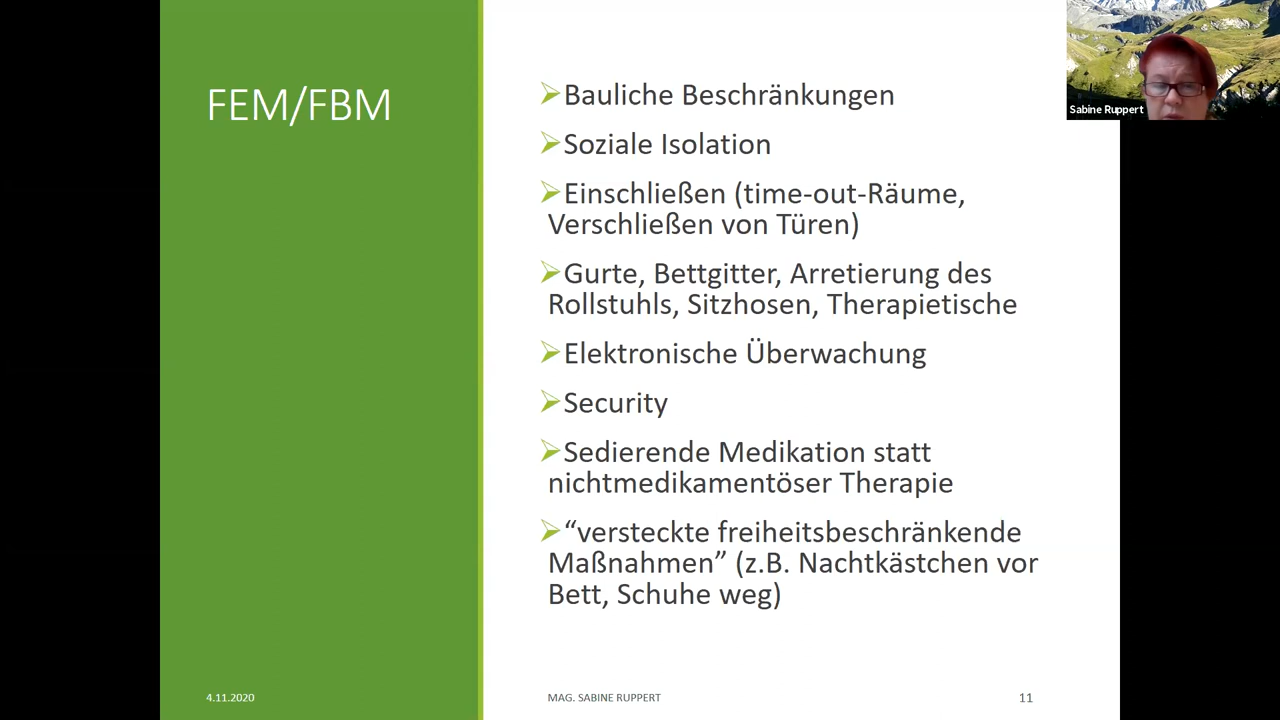 FEM/FBM
➢Bauliche Beschränkungen
➢Soziale Isolation
➢Einschließen (time-out-Räume,
Verschließen von Türen)
➢Gurte, Bettgitter, Arretierung des
Rollstuhls, Sitzhosen, Therapietische
➢Elektronische Überwachung
➢Security
➢Sedierende Medikation statt
nichtmedikamentöser Therapie
➢“versteckte freiheitsbeschränkende
Maßnahmen” (z.B. Nachtkästchen vor
Bett, Schuhe weg)
Sabine Ruppert
4.11.2020
MAG. SABINE RUPPERT
11